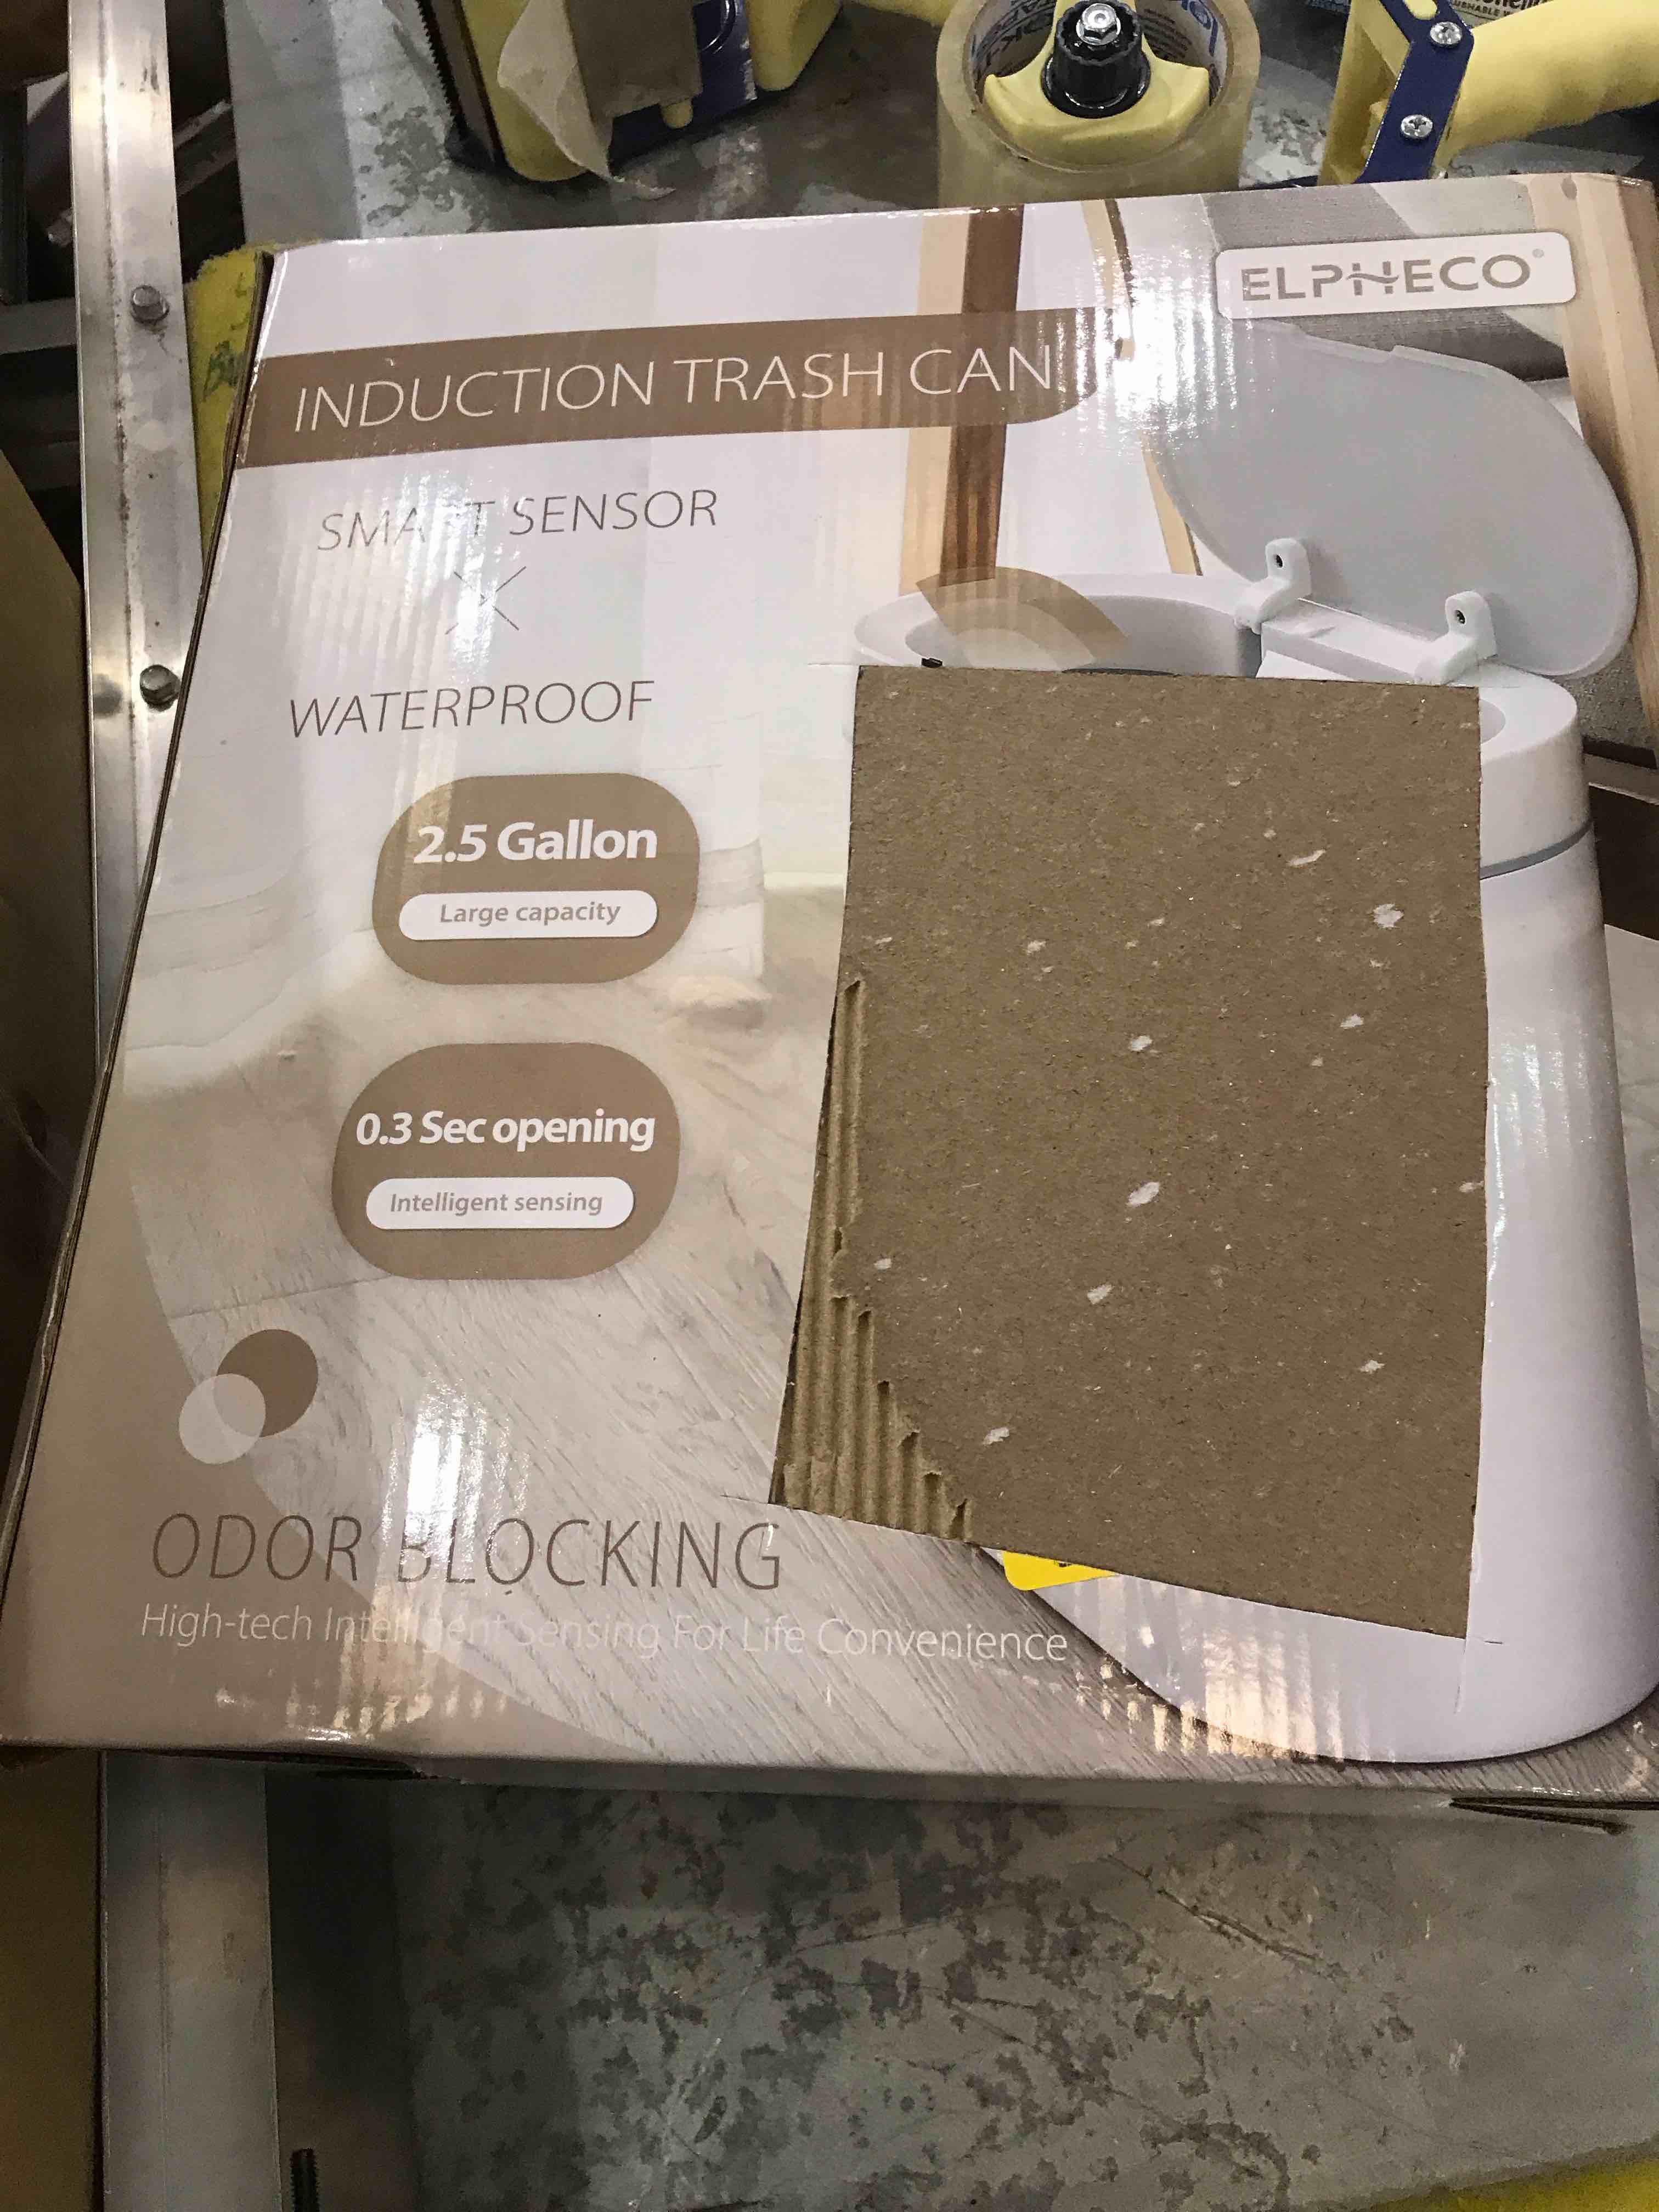 ELPHECO®
INDUCTION TRASH CAN
SMART SENSOR
WATERPROOF
2.5 Gallon
Large capacity
0.3 Sec opening
Intelligent sensing
ODOR BLOCKING
High-tech Intelligent Sensing For Life Convenience